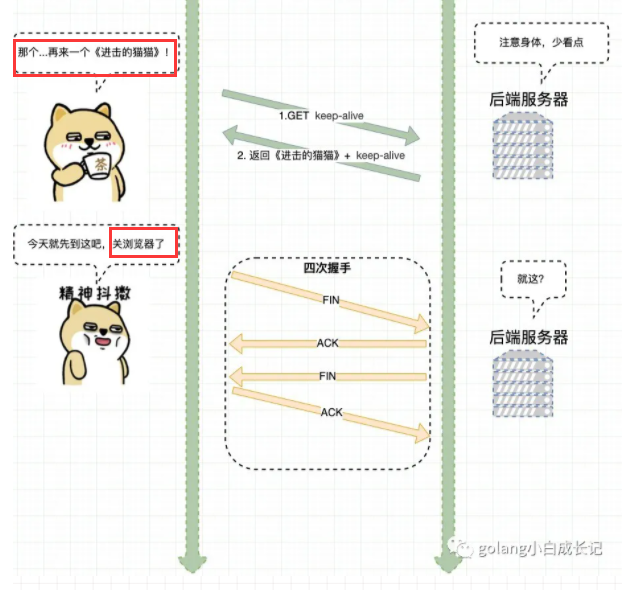 那个...再来一个《进击的猫猫》!
注意身体，少看点
后端服务器
1.GET keep-alive
2. 返回《进击的猫猫》+ keep-alive
茶
今天就先到这吧，关浏览器了
精神抖擞
四次握手
就这?
后端服务器
FIN
ACK
FIN
ACK
golang小白成长记